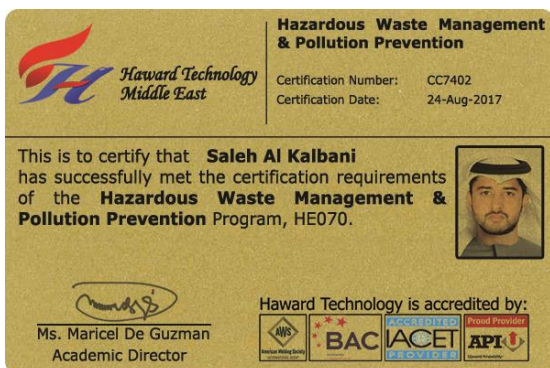 Haward Technology
Middle East
Hazardous Waste Management
& Pollution Prevention
Certification Number: CC7402
Certification Date: 24-Aug-2017
This is to certify that Saleh Al Kalbani
has successfully met the certification requirements
of the Hazardous Waste Management &
Pollution Prevention Program, HE070.
Ms. Maricel De Guzman
Academic Director
Haward Technology is accredited by:
AWS
American Welding Society
BAC
ACCREDITED
IACET
PROVIDER
Proud Provider
API